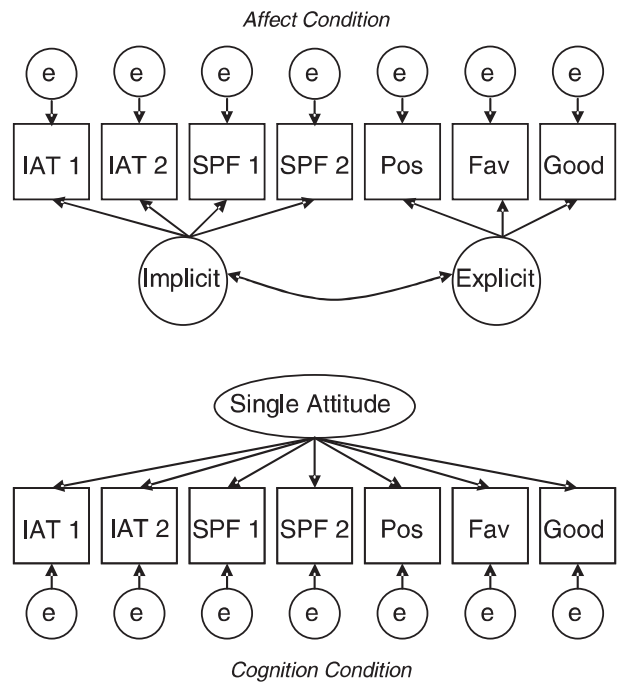 Affect Condition
e e e e e e e
IAT 1 IAT 2 SPF 1 SPF 2 Pos Fav Good
Implicit Explicit
Single Attitude
IAT 1 IAT 2 SPF 1 SPF 2 Pos Fav Good
e e e e e e e
Cognition Condition